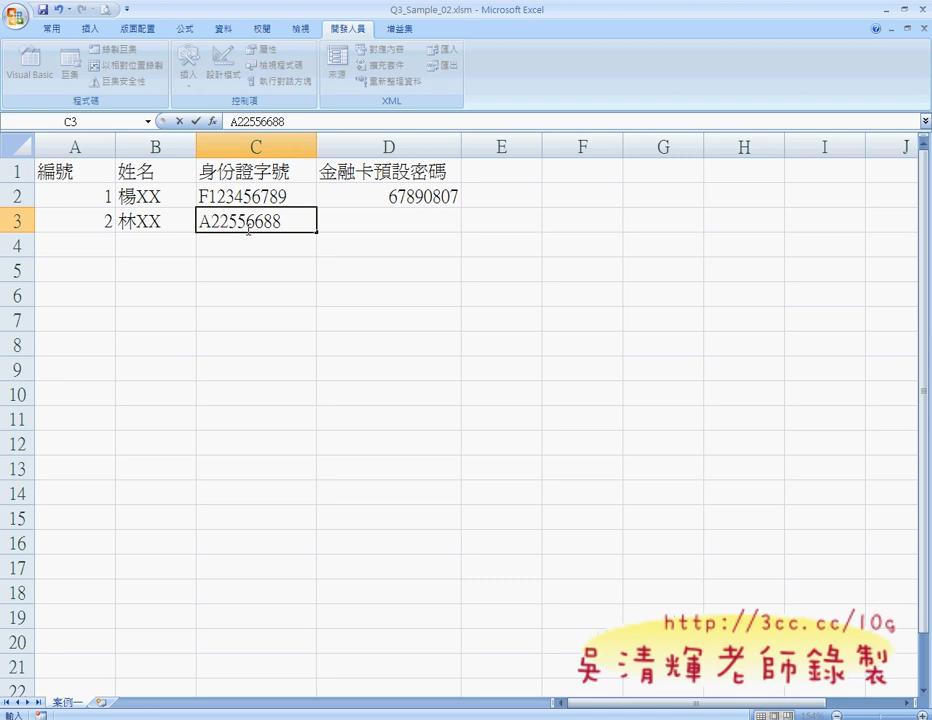 Q3_Sample_02.xlsm - Microsoft Excel
常用 插入 版面配置 公式 資料 校閱 檢視 開發人員 增益集
Visual Basic 巨集 錄製巨集 以相對位置錄製 巨集安全性 程式碼
插入 設計模式 屬性 檢視程式碼 執行對話方塊 控制項
來源 對應內容 擴充套件 重新整理資料 匯入 匯出 XML
C3 fx A22556688
A B C D E F G H I J
1 編號 姓名 身份證字號 金融卡預設密碼
2 1 楊XX F123456789 67890807
3 2 林XX A22556688
4
5
6
7
8
9
10
11
12
13
14
15
16
17
18
19
20
21
22
http://3cc.cc/10g
吳清輝老師錄製
案例一
輸入 154%